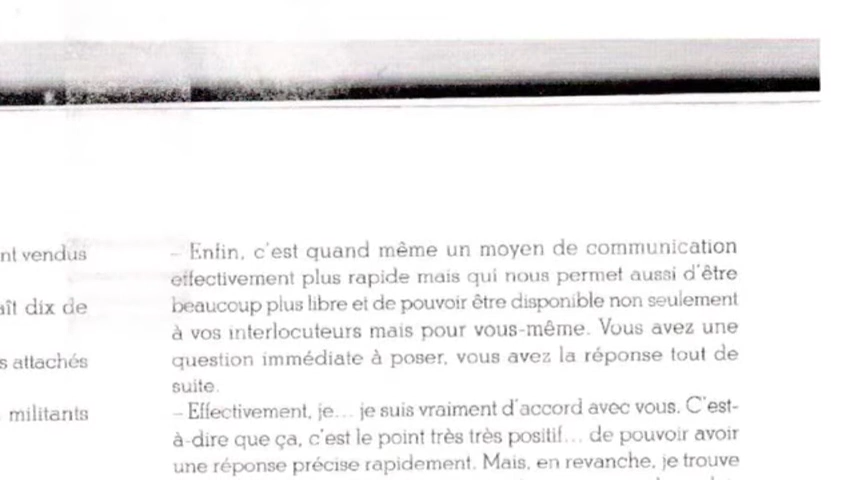 nt vendus
aît dix de
s attachés
militants
– Enfin, c'est quand même un moyen de communication
effectivement plus rapide mais qui nous permet aussi d'être
beaucoup plus libre et de pouvoir être disponible non seulement
à vos interlocuteurs mais pour vous-même. Vous avez une
question immédiate à poser, vous avez la réponse tout de
suite.
– Effectivement, je... je suis vraiment d'accord avec vous. C'est-
à-dire que ça, c'est le point très très positif... de pouvoir avoir
une réponse précise rapidement. Mais, en revanche, je trouve